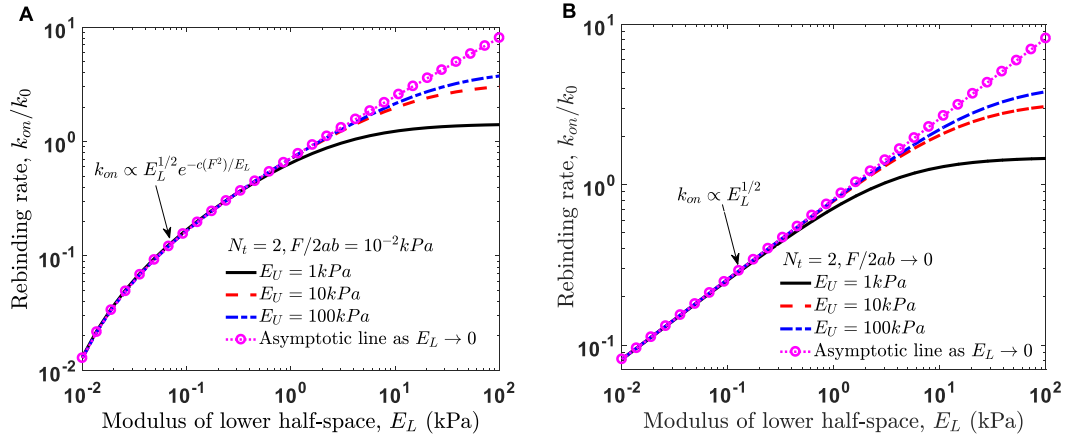 A
10^1
10^0
10^-1
10^-2
Rebinding rate, k_on/k_0
k_on ∝ E_L^{1/2} e^{-c(F^2)/E_L}
N_t = 2, F/2ab = 10^-2 kPa
E_U = 1kPa
E_U = 10kPa
E_U = 100kPa
Asymptotic line as E_L → 0
10^-2
10^-1
10^0
10^1
10^2
Modulus of lower half-space, E_L (kPa)
B
10^1
10^0
10^-1
Rebinding rate, k_on/k_0
k_on ∝ E_L^{1/2}
N_t = 2, F/2ab → 0
E_U = 1kPa
E_U = 10kPa
E_U = 100kPa
Asymptotic line as E_L → 0
10^-2
10^-1
10^0
10^1
10^2
Modulus of lower half-space, E_L (kPa)